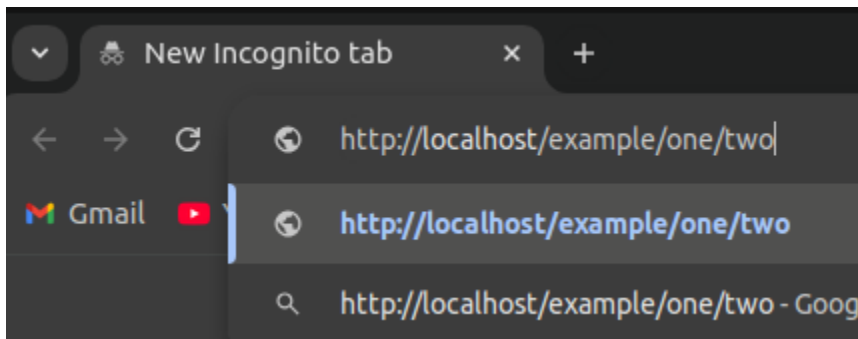 New Incognito tab
http://localhost/example/one/two
Gmail
http://localhost/example/one/two
http://localhost/example/one/two - Goog